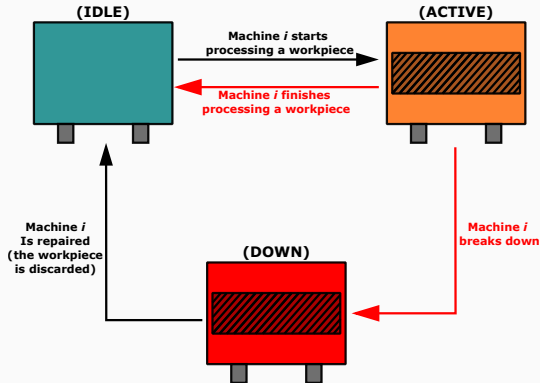 (IDLE)
(ACTIVE)
Machine i starts
processing a workpiece
Machine i finishes
processing a workpiece
Machine i
Is repaired
(the workpiece
is discarded)
(DOWN)
Machine i
breaks down